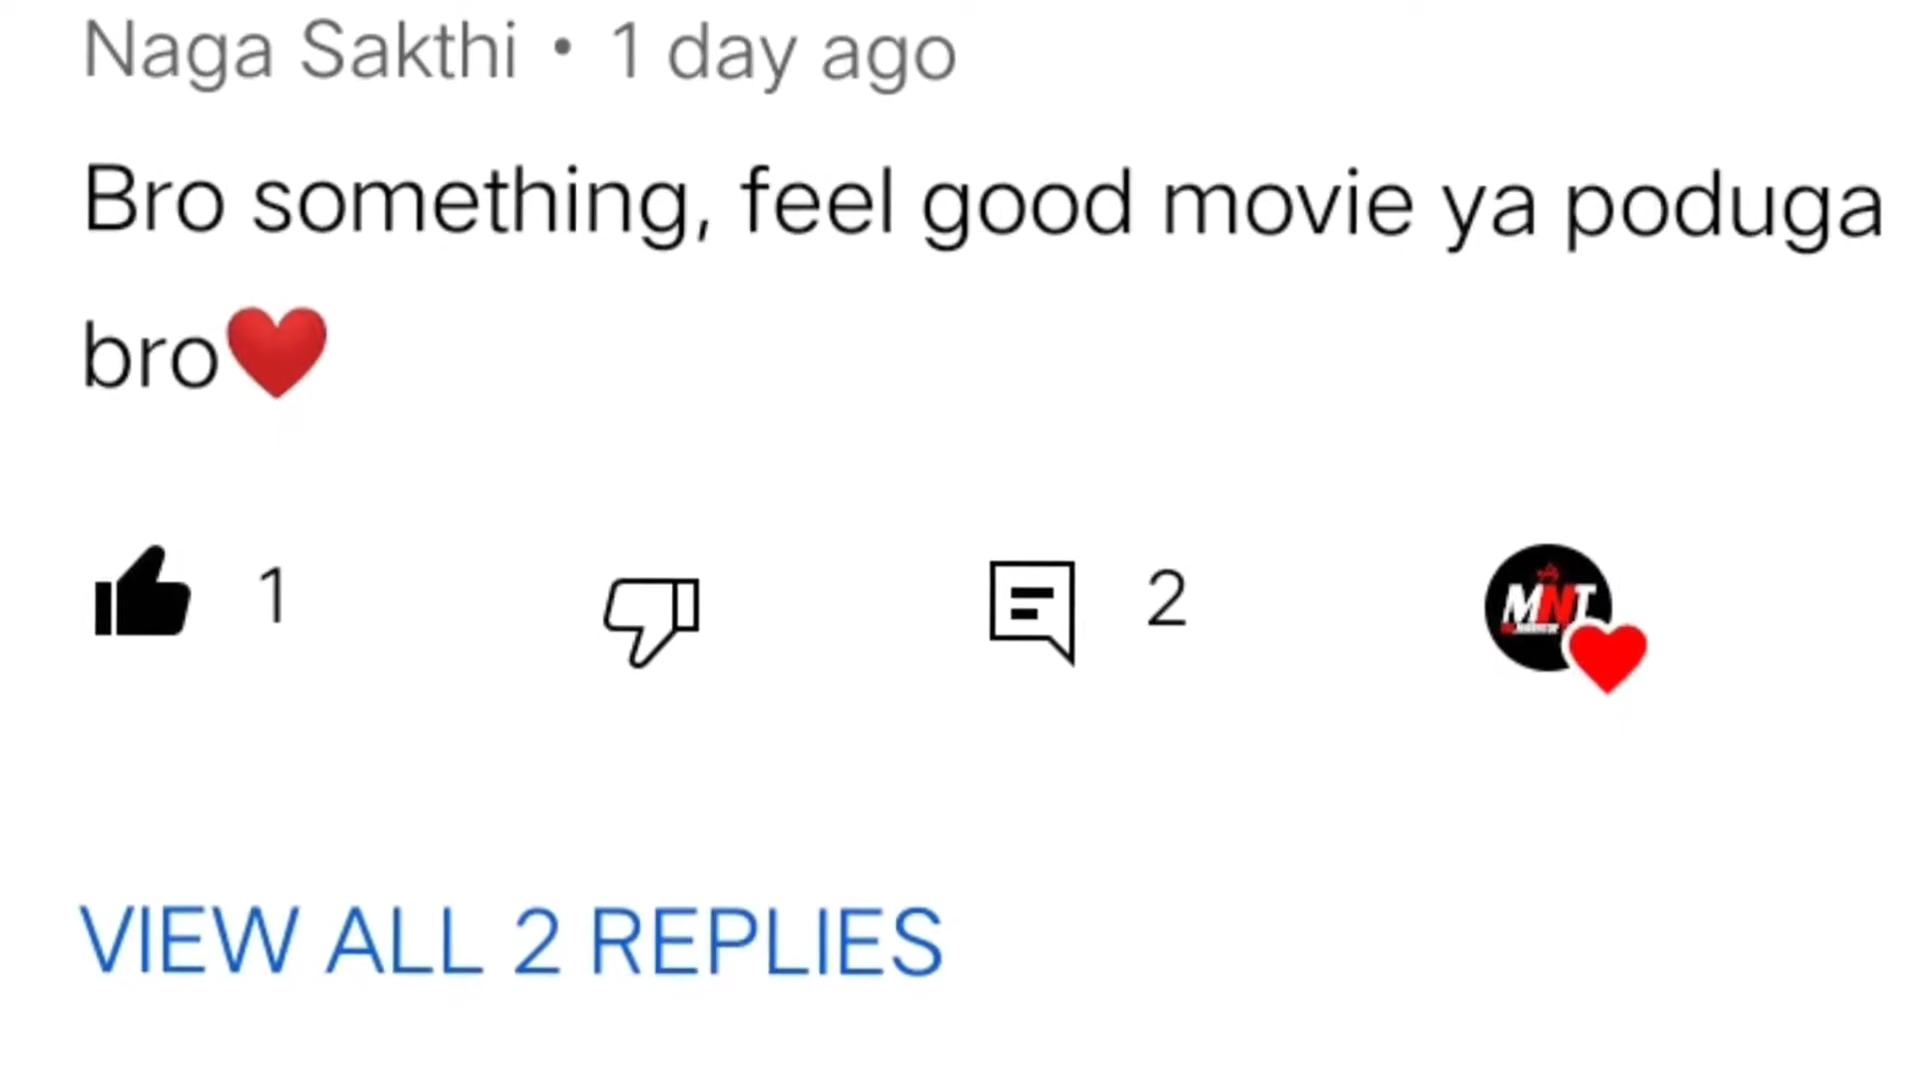 Naga Sakthi • 1 day ago
Bro something, feel good movie ya poduga
bro❤️
1
2
MNT
VIEW ALL 2 REPLIES